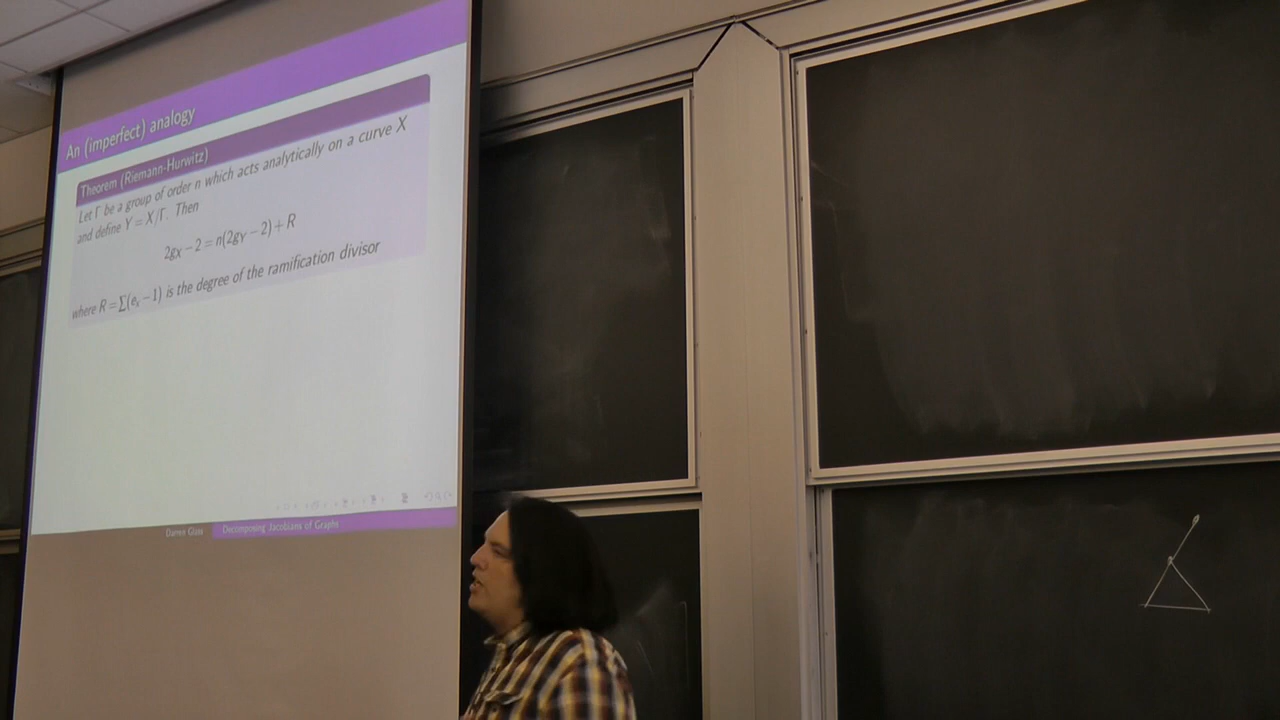 An (imperfect) analogy
Theorem (Riemann-Hurwitz)
Let Γ be a group of order n which acts analytically on a curve X
and define Y = X/Γ. Then
2g_X − 2 = n(2g_Y − 2) + R
where R = ∑(e_x − 1) is the degree of the ramification divisor
Darren Glass
Decomposing Jacobians of Graphs